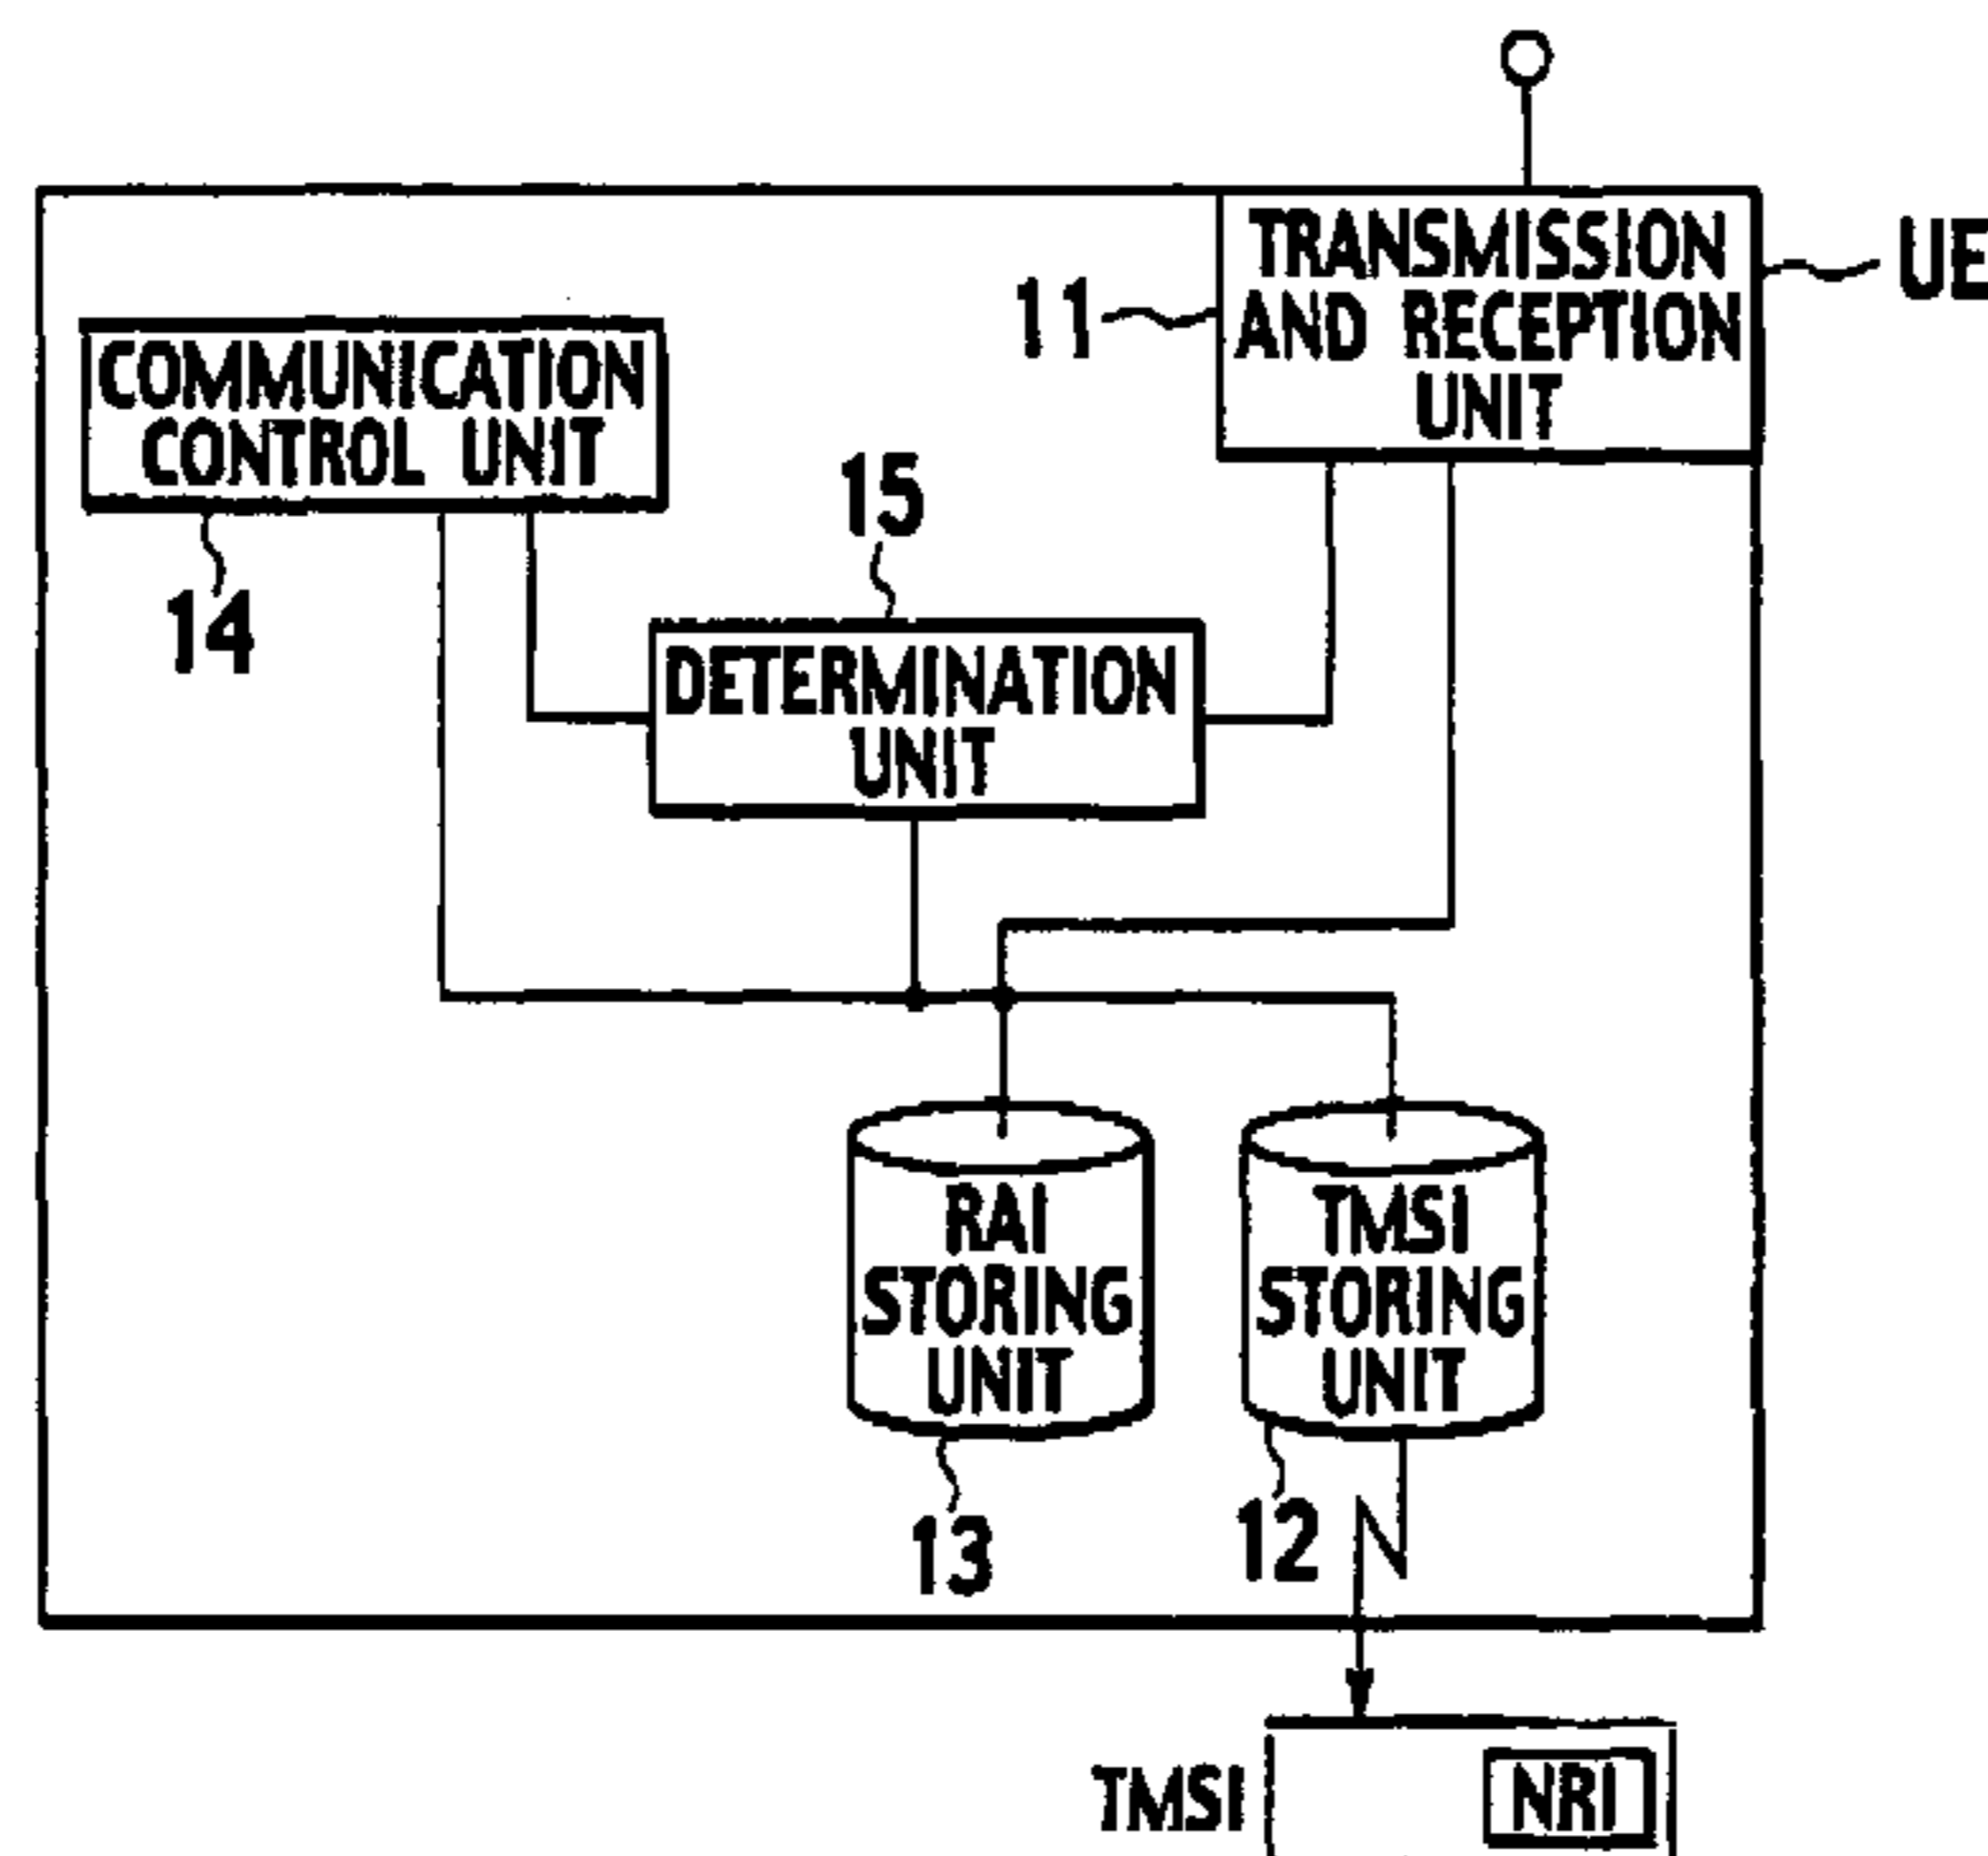 TRANSMISSION
AND RECEPTION
UNIT
UE
11
COMMUNICATION
CONTROL UNIT
14
15
DETERMINATION
UNIT
RAI
STORING
UNIT
13
TMSI
STORING
UNIT
12
TMSI
NRI